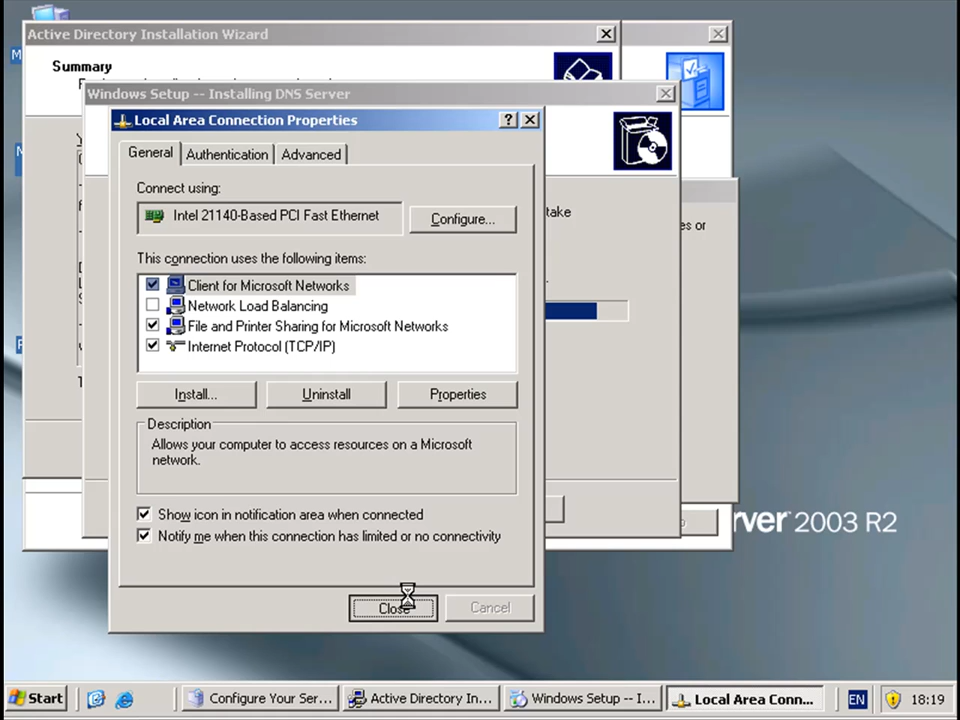 Active Directory Installation Wizard
Summary
Windows Setup -- Installing DNS Server
Local Area Connection Properties
General
Authentication
Advanced
Connect using:
Intel 21140-Based PCI Fast Ethernet
Configure...
take
es or
This connection uses the following items:
Client for Microsoft Networks
Network Load Balancing
File and Printer Sharing for Microsoft Networks
Internet Protocol (TCP/IP)
Install...
Uninstall
Properties
Description
Allows your computer to access resources on a Microsoft
network.
Show icon in notification area when connected
Notify me when this connection has limited or no connectivity
rver 2003 R2
Close
Cancel
Start
Configure Your Ser...
Active Directory In...
Windows Setup -- I...
Local Area Conn...
EN
18:19